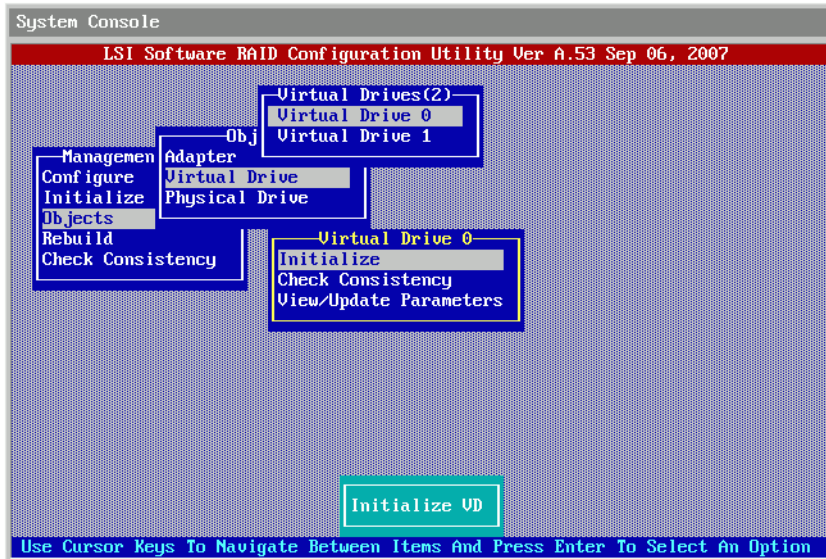 System Console
LSI Software RAID Configuration Utility Ver A.53 Sep 06, 2007
Virtual Drives(2)
Virtual Drive 0
Virtual Drive 1
Obj
Adapter
Virtual Drive
Physical Drive
Managemen
Configure
Initialize
Objects
Rebuild
Check Consistency
Virtual Drive 0
Initialize
Check Consistency
View/Update Parameters
Initialize VD
Use Cursor Keys To Navigate Between Items And Press Enter To Select An Option